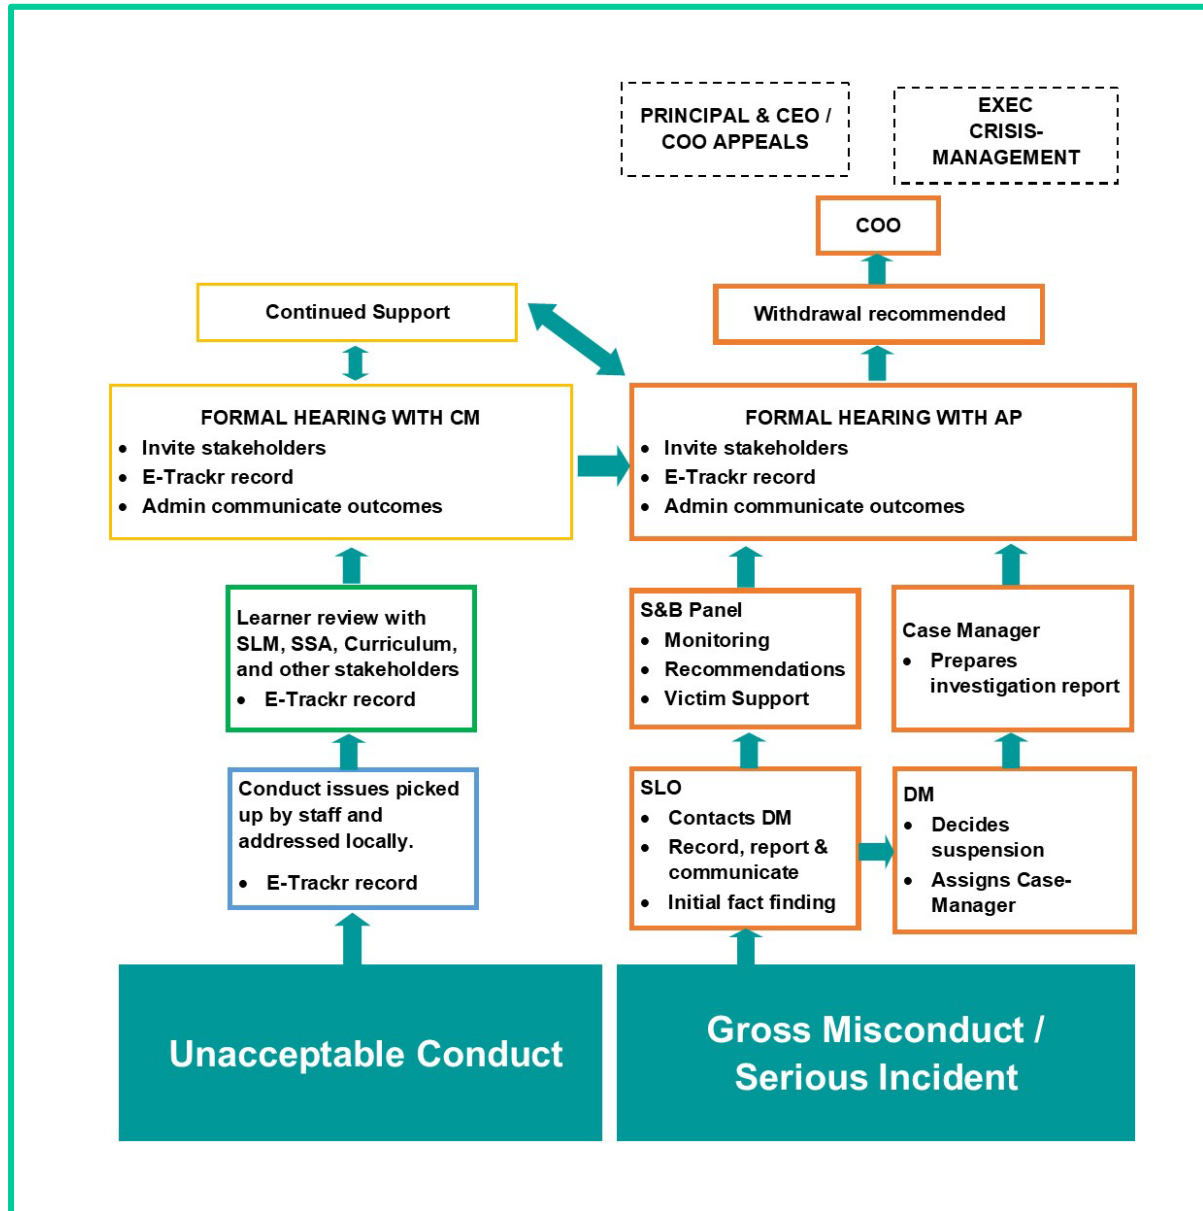 PRINCIPAL & CEO /
COO APPEALS
EXEC
CRISIS-
MANAGEMENT
COO
Continued Support
Withdrawal recommended
FORMAL HEARING WITH CM
• Invite stakeholders
• E-Trackr record
• Admin communicate outcomes
FORMAL HEARING WITH AP
• Invite stakeholders
• E-Trackr record
• Admin communicate outcomes
Learner review with
SLM, SSA, Curriculum,
and other stakeholders
• E-Trackr record
S&B Panel
• Monitoring
• Recommendations
• Victim Support
Case Manager
• Prepares
investigation report
Conduct issues picked
up by staff and
addressed locally.
• E-Trackr record
SLO
• Contacts DM
• Record, report &
communicate
• Initial fact finding
DM
• Decides
suspension
• Assigns Case-
Manager
Unacceptable Conduct
Gross Misconduct /
Serious Incident